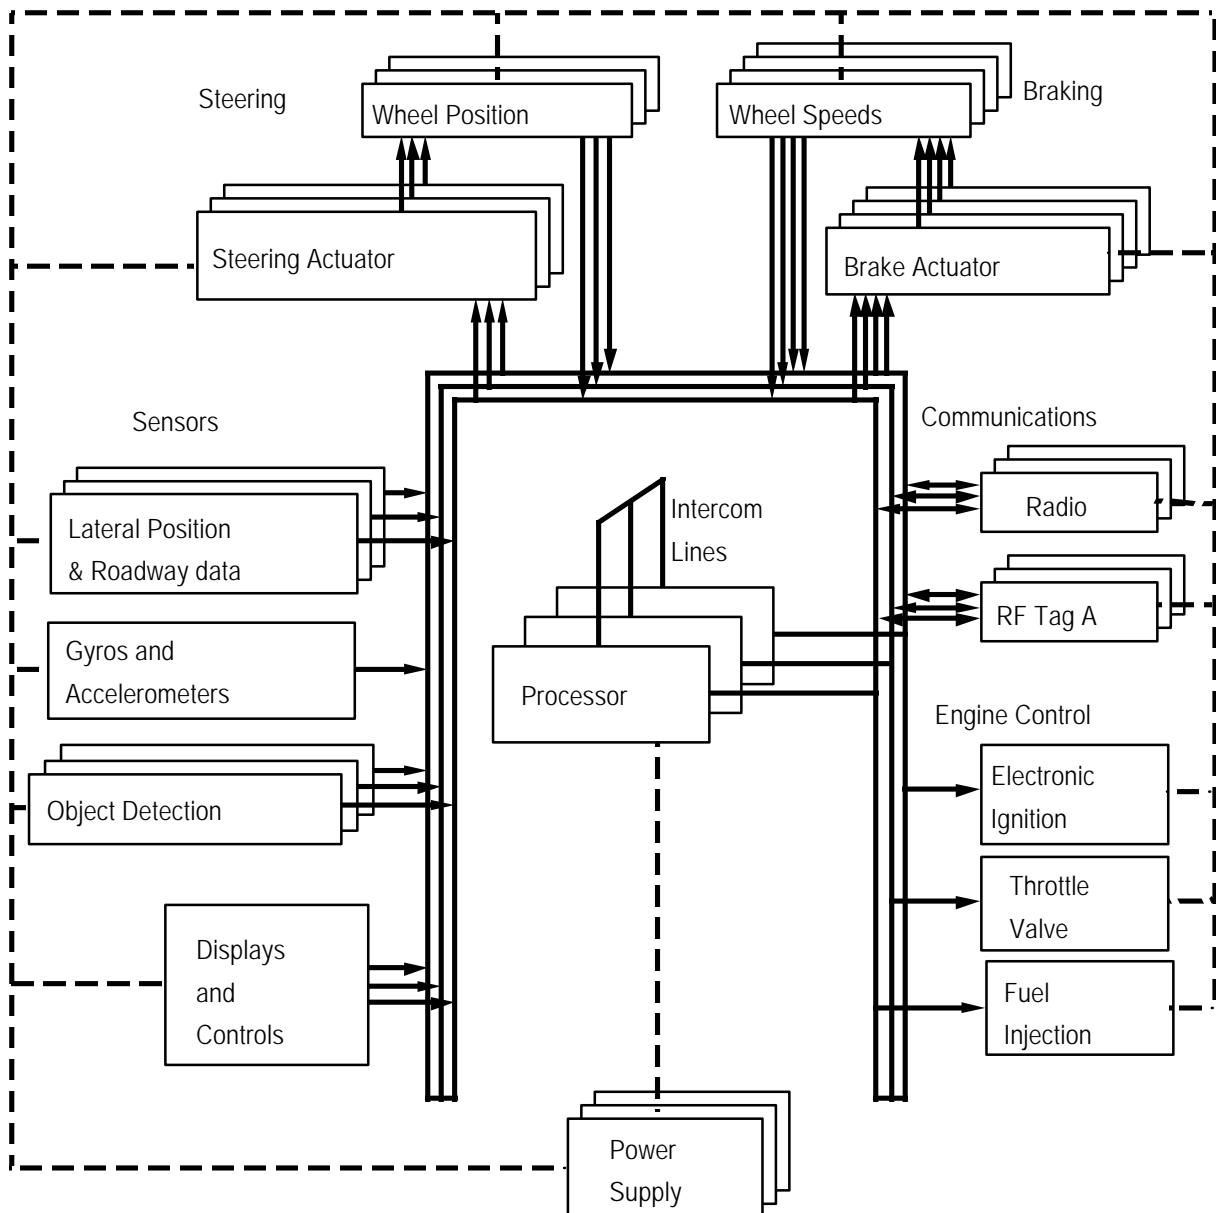 Steering
Wheel Position
Wheel Speeds
Braking
Steering Actuator
Brake Actuator
Sensors
Communications
Lateral Position
& Roadway data
Intercom
Lines
Radio
RF Tag A
Gyros and
Accelerometers
Processor
Engine Control
Object Detection
Electronic
Ignition
Throttle
Valve
Displays
and
Controls
Fuel
Injection
Power
Supply